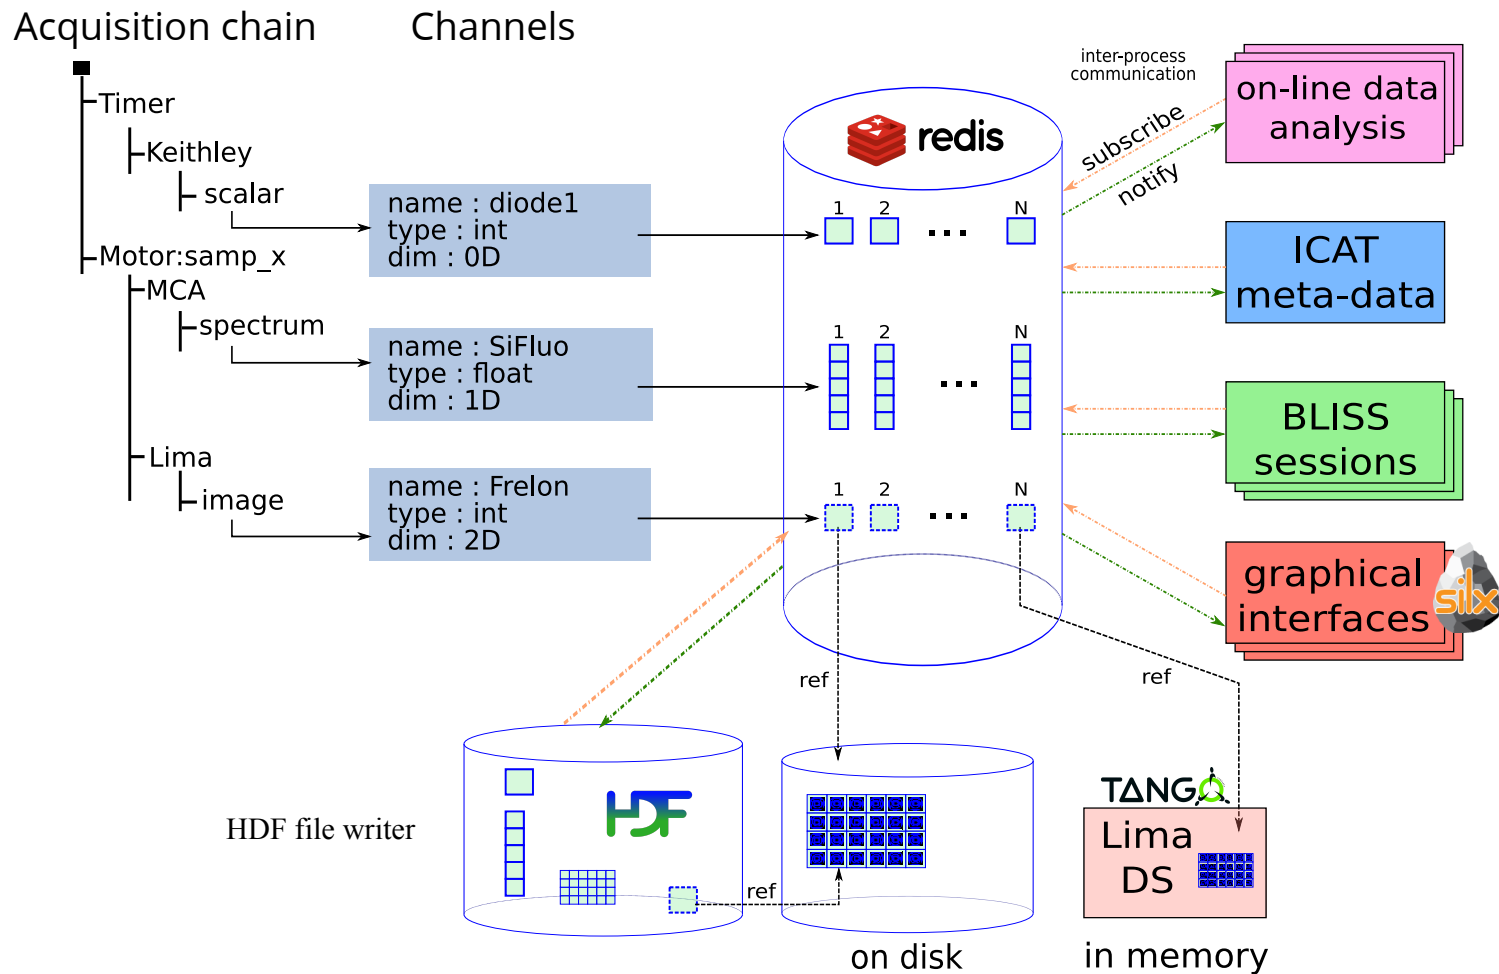 Acquisition chain
Channels
Timer
Keithley
scalar
Motor:samp_x
MCA
spectrum
Lima
image
name : diode1
type : int
dim : 0D
name : SiFluo
type : float
dim : 1D
name : Frelon
type : int
dim : 2D
redis
1 2 N
1 2 N
1 2 N
inter-process
communication
subscribe
notify
on-line data
analysis
ICAT
meta-data
BLISS
sessions
graphical
interfaces
silx
ref
ref
HDF file writer
HDF
ref
on disk
TANGO
Lima
DS
in memory